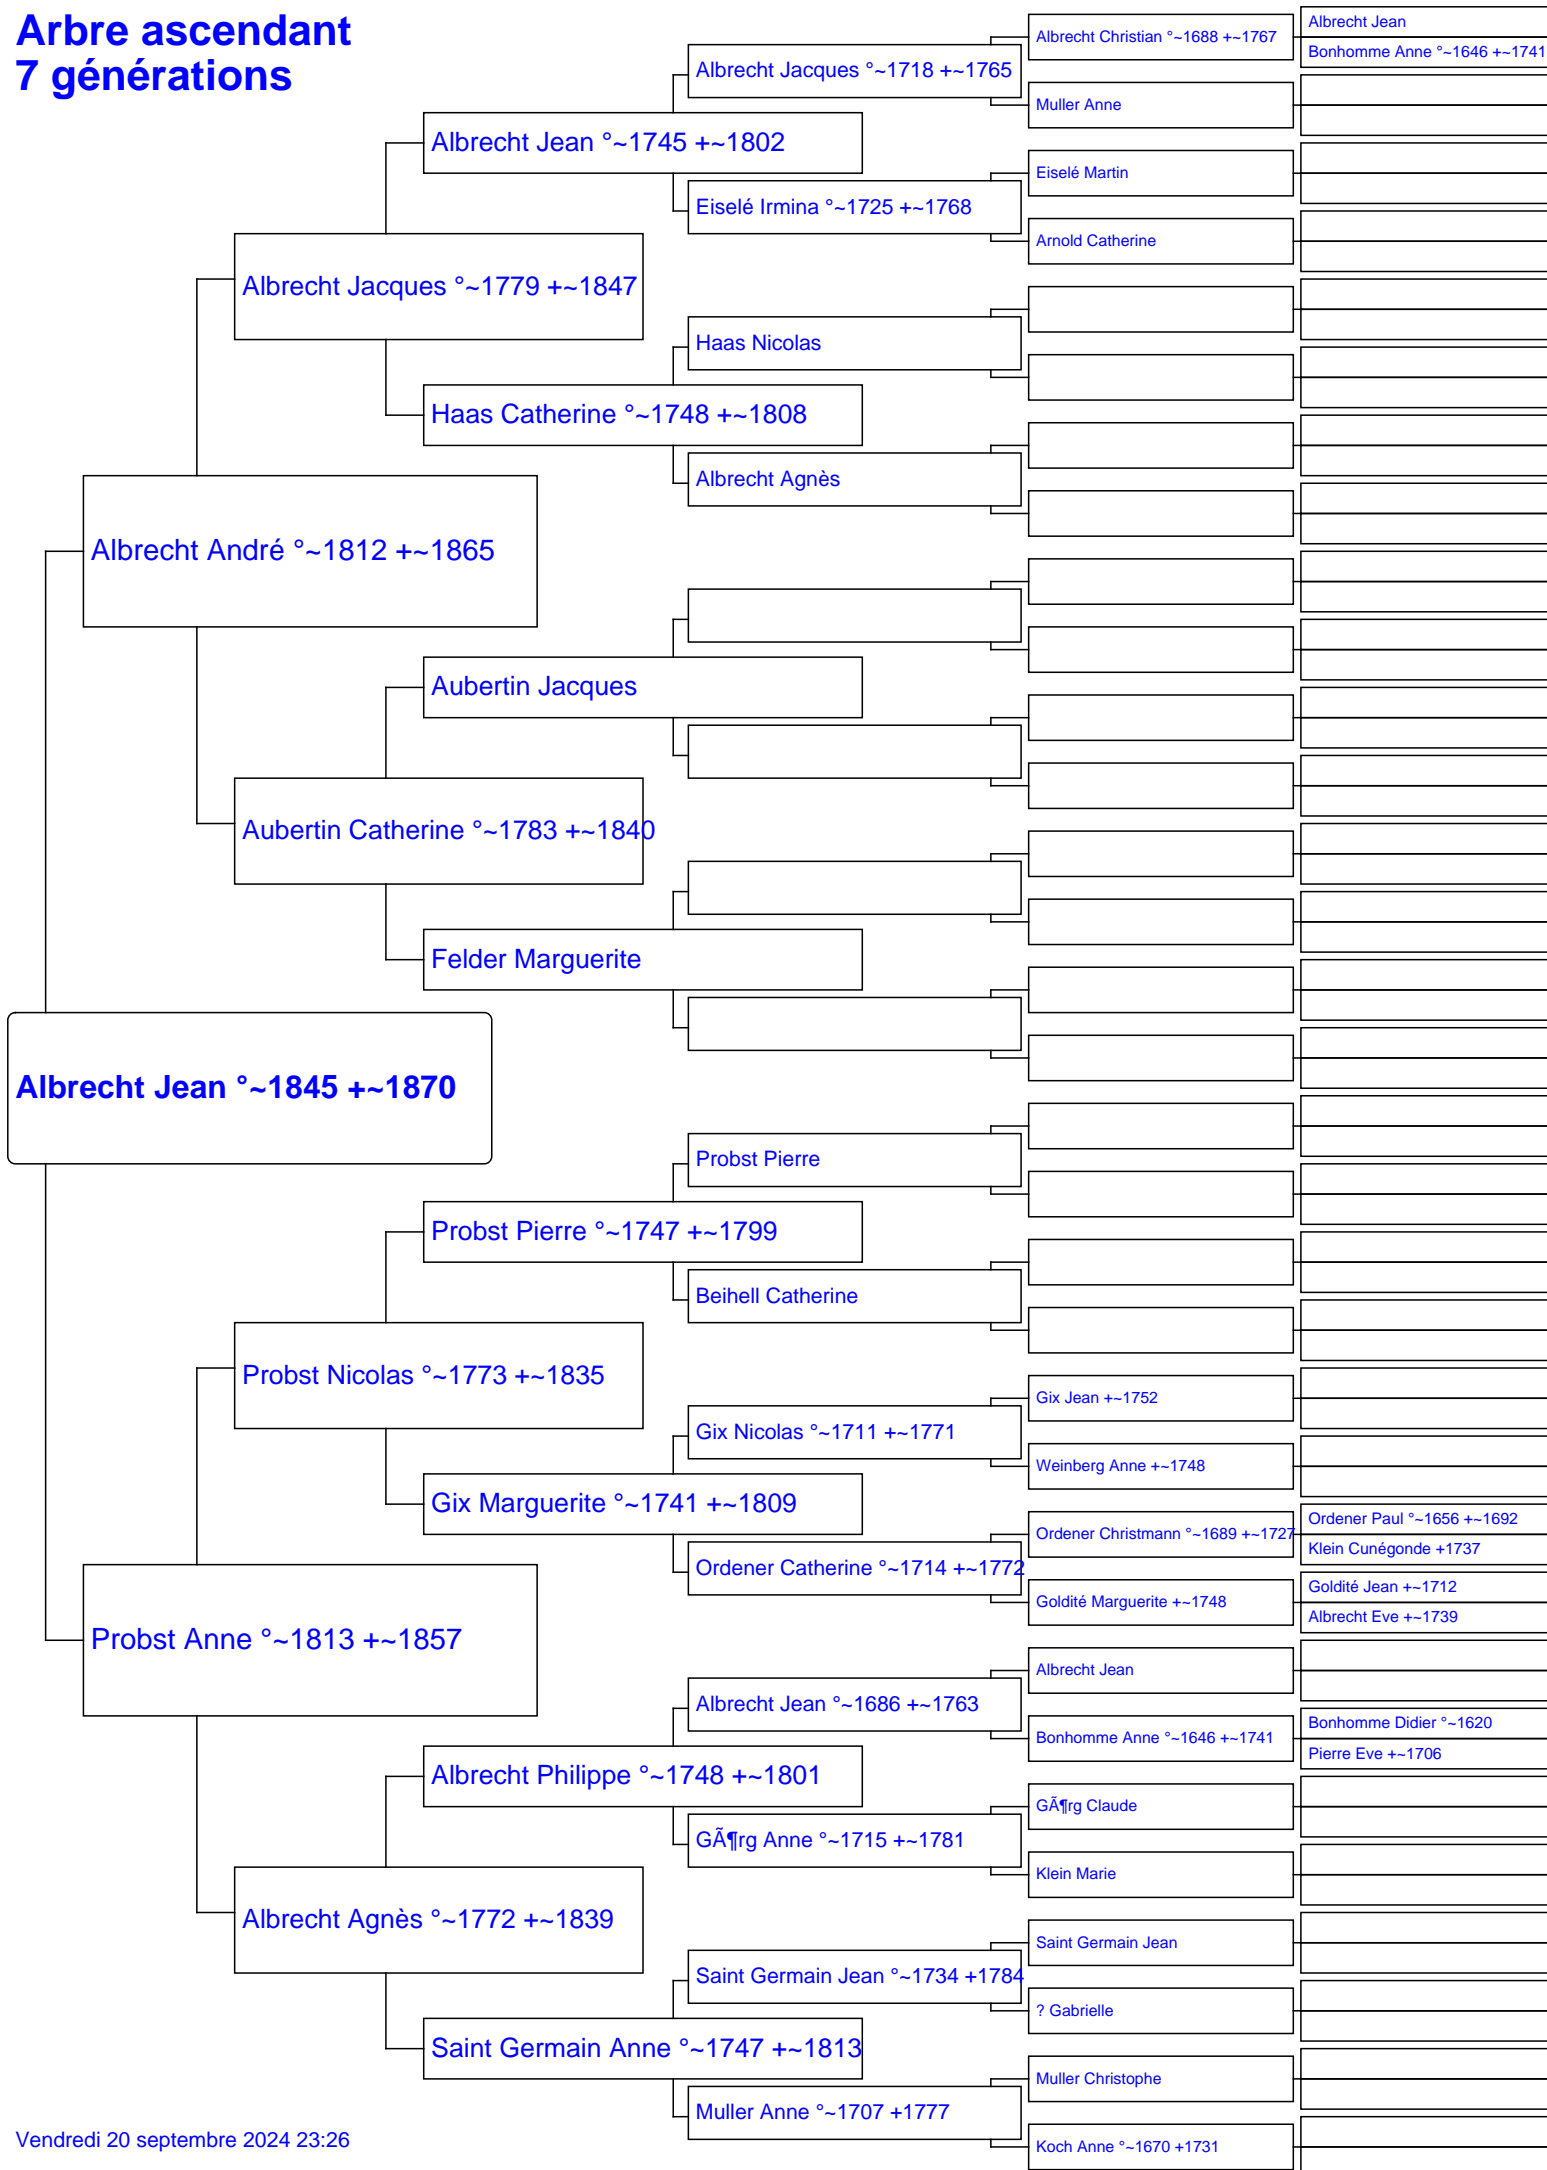 Arbre ascendant
7 générations
Albrecht Jean
Albrecht Christian °~1688 +~1767
Bonhomme Anne °~1646 +~1741
Albrecht Jacques °~1718 +~1765
Muller Anne
Albrecht Jean °~1745 +~1802
Eiselé Martin
Eiselé Irmina °~1725 +~1768
Arnold Catherine
Albrecht Jacques °~1779 +~1847
Haas Nicolas
Haas Catherine °~1748 +~1808
Albrecht Agnès
Albrecht André °~1812 +~1865
Aubertin Jacques
Aubertin Catherine °~1783 +~1840
Felder Marguerite
Albrecht Jean °~1845 +~1870
Probst Pierre
Probst Pierre °~1747 +~1799
Beihell Catherine
Probst Nicolas °~1773 +~1835
Gix Jean +~1752
Gix Nicolas °~1711 +~1771
Weinberg Anne +~1748
Gix Marguerite °~1741 +~1809
Ordener Paul °~1656 +~1692
Ordener Christmann °~1689 +~1727
Klein Cunégonde +1737
Ordener Catherine °~1714 +~1772
Goldité Jean +~1712
Goldité Marguerite +~1748
Albrecht Eve +~1739
Probst Anne °~1813 +~1857
Albrecht Jean
Albrecht Jean °~1686 +~1763
Bonhomme Didier °~1620
Bonhomme Anne °~1646 +~1741
Pierre Eve +~1706
Albrecht Philippe °~1748 +~1801
GÃ¶rg Claude
GÃ¶rg Anne °~1715 +~1781
Klein Marie
Albrecht Agnès °~1772 +~1839
Saint Germain Jean
Saint Germain Jean °~1734 +1784
? Gabrielle
Saint Germain Anne °~1747 +~1813
Muller Christophe
Muller Anne °~1707 +1777
Koch Anne °~1670 +1731
Vendredi 20 septembre 2024 23:26